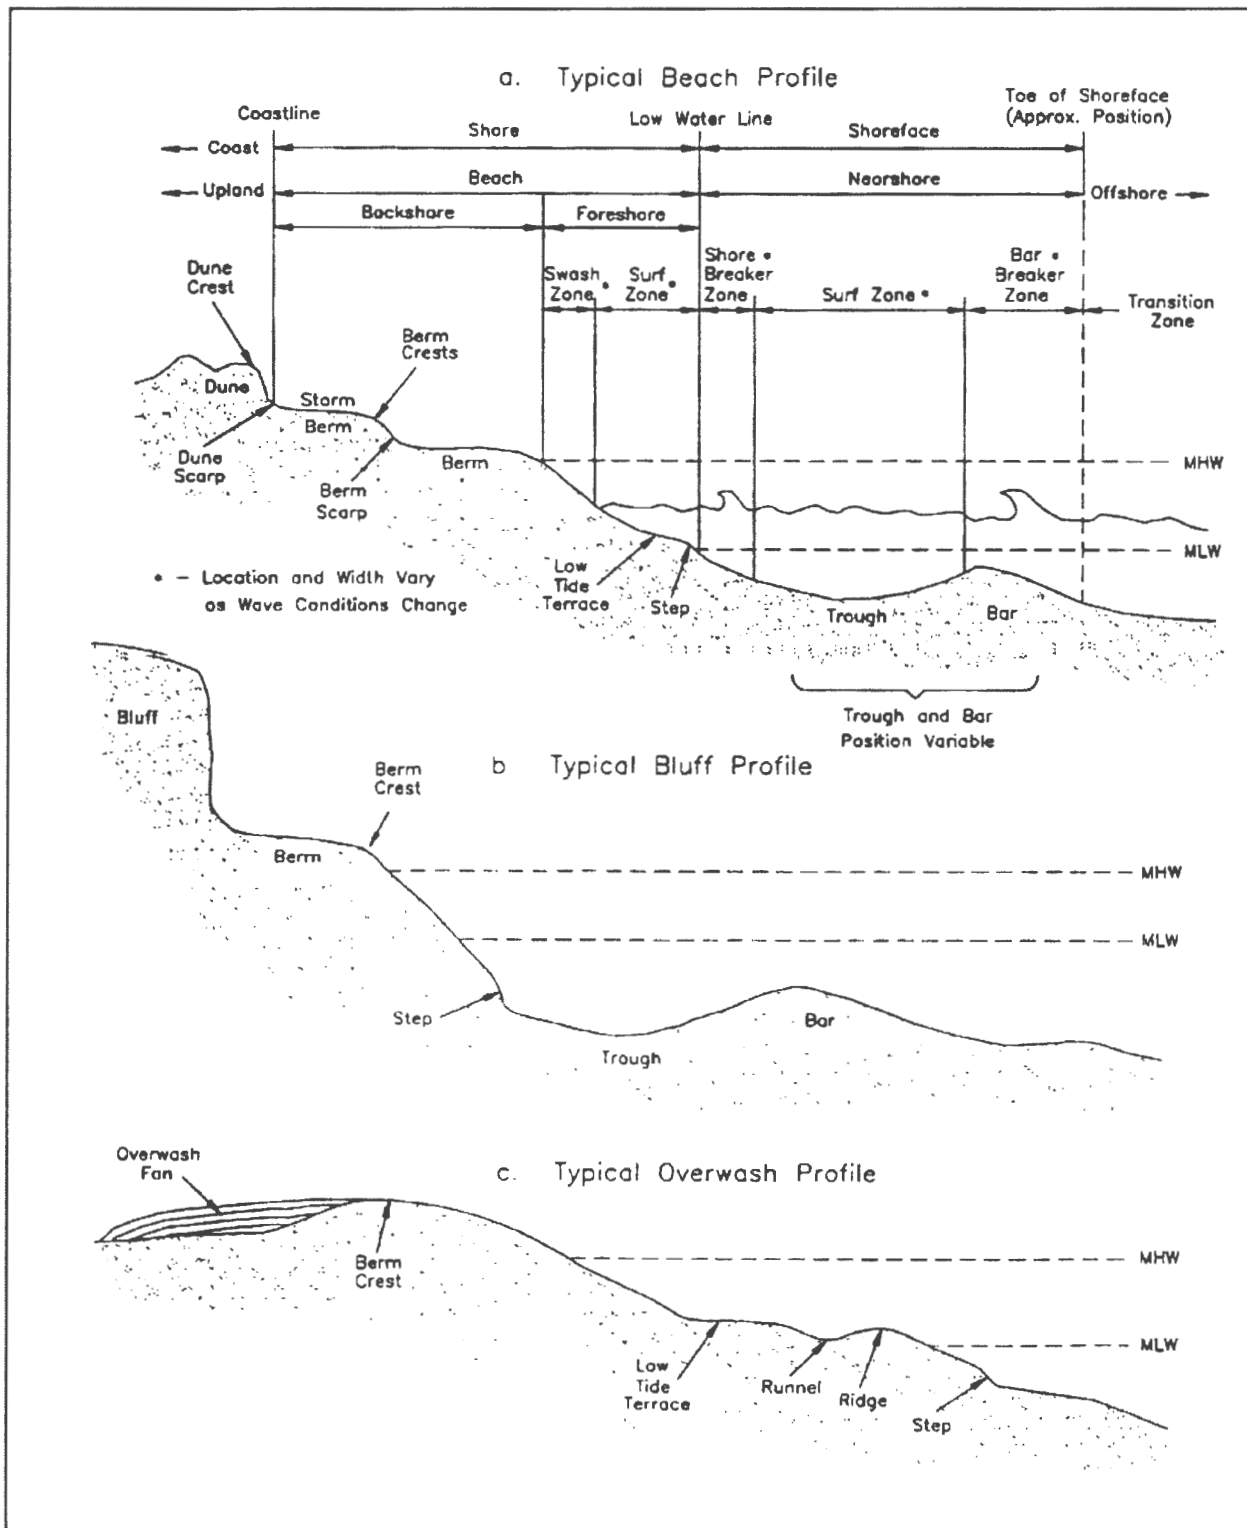 a. Typical Beach Profile
Coastline
Low Water Line
Toe of Shoreface
(Approx. Position)
Coast
Shore
Shoreface
Upland
Beach
Nearshore
Offshore
Backshore
Foreshore
Dune
Crest
Swash
Zone *
Surf *
Zone
Shore *
Breaker
Zone
Surf Zone *
Bar *
Breaker
Zone
Transition
Zone
Berm
Crests
Dune
Storm
Berm
Dune
Scarp
Berm
Scarp
Berm
MHW
MLW
* - Location and Width Vary
as Wave Conditions Change
Low
Tide
Terrace
Step
Trough
Bar
Trough and Bar
Position Variable
b Typical Bluff Profile
Bluff
Berm
Crest
Berm
MHW
MLW
Step
Trough
Bar
c. Typical Overwash Profile
Overwash
Fan
Berm
Crest
MHW
MLW
Low
Tide
Terrace
Runnel
Ridge
Step